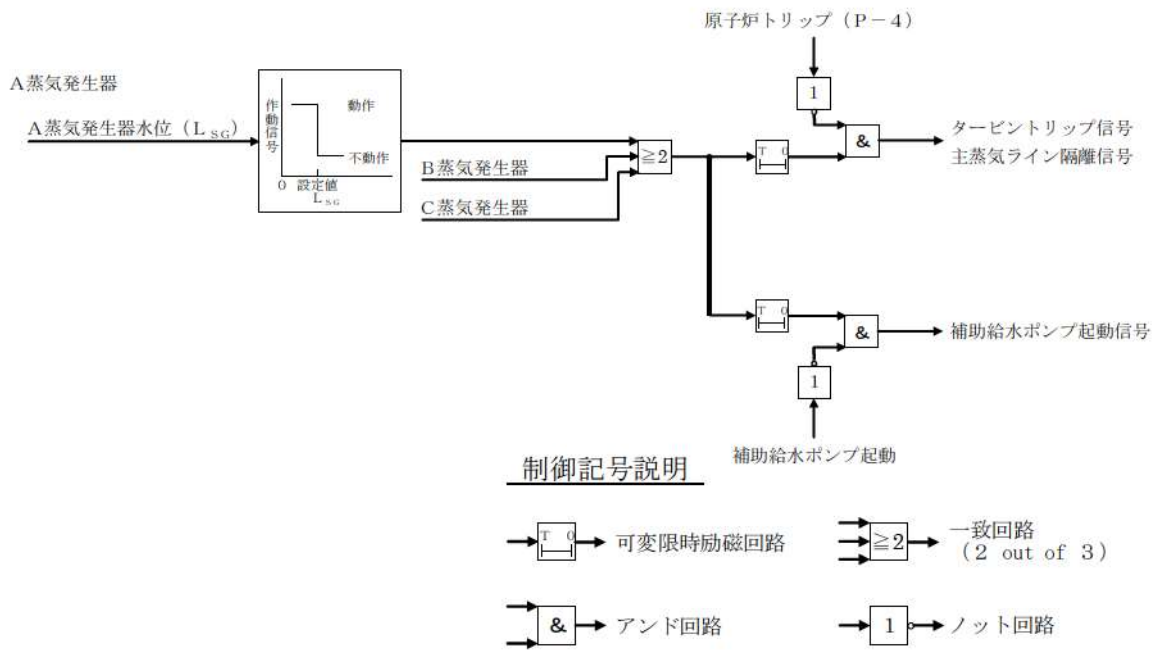 原子炉トリップ（P－4）
1
A蒸気発生器
A蒸気発生器水位（L SG）
作動信号
動作
不動作
0
設定値
L SG
B蒸気発生器
C蒸気発生器
≧2
T 0
&
タービントリップ信号
主蒸気ライン隔離信号
T 0
&
補助給水ポンプ起動信号
1
補助給水ポンプ起動
制御記号説明
T 0
可変限時励磁回路
≧2
一致回路
（2 out of 3）
&
アンド回路
1
ノット回路